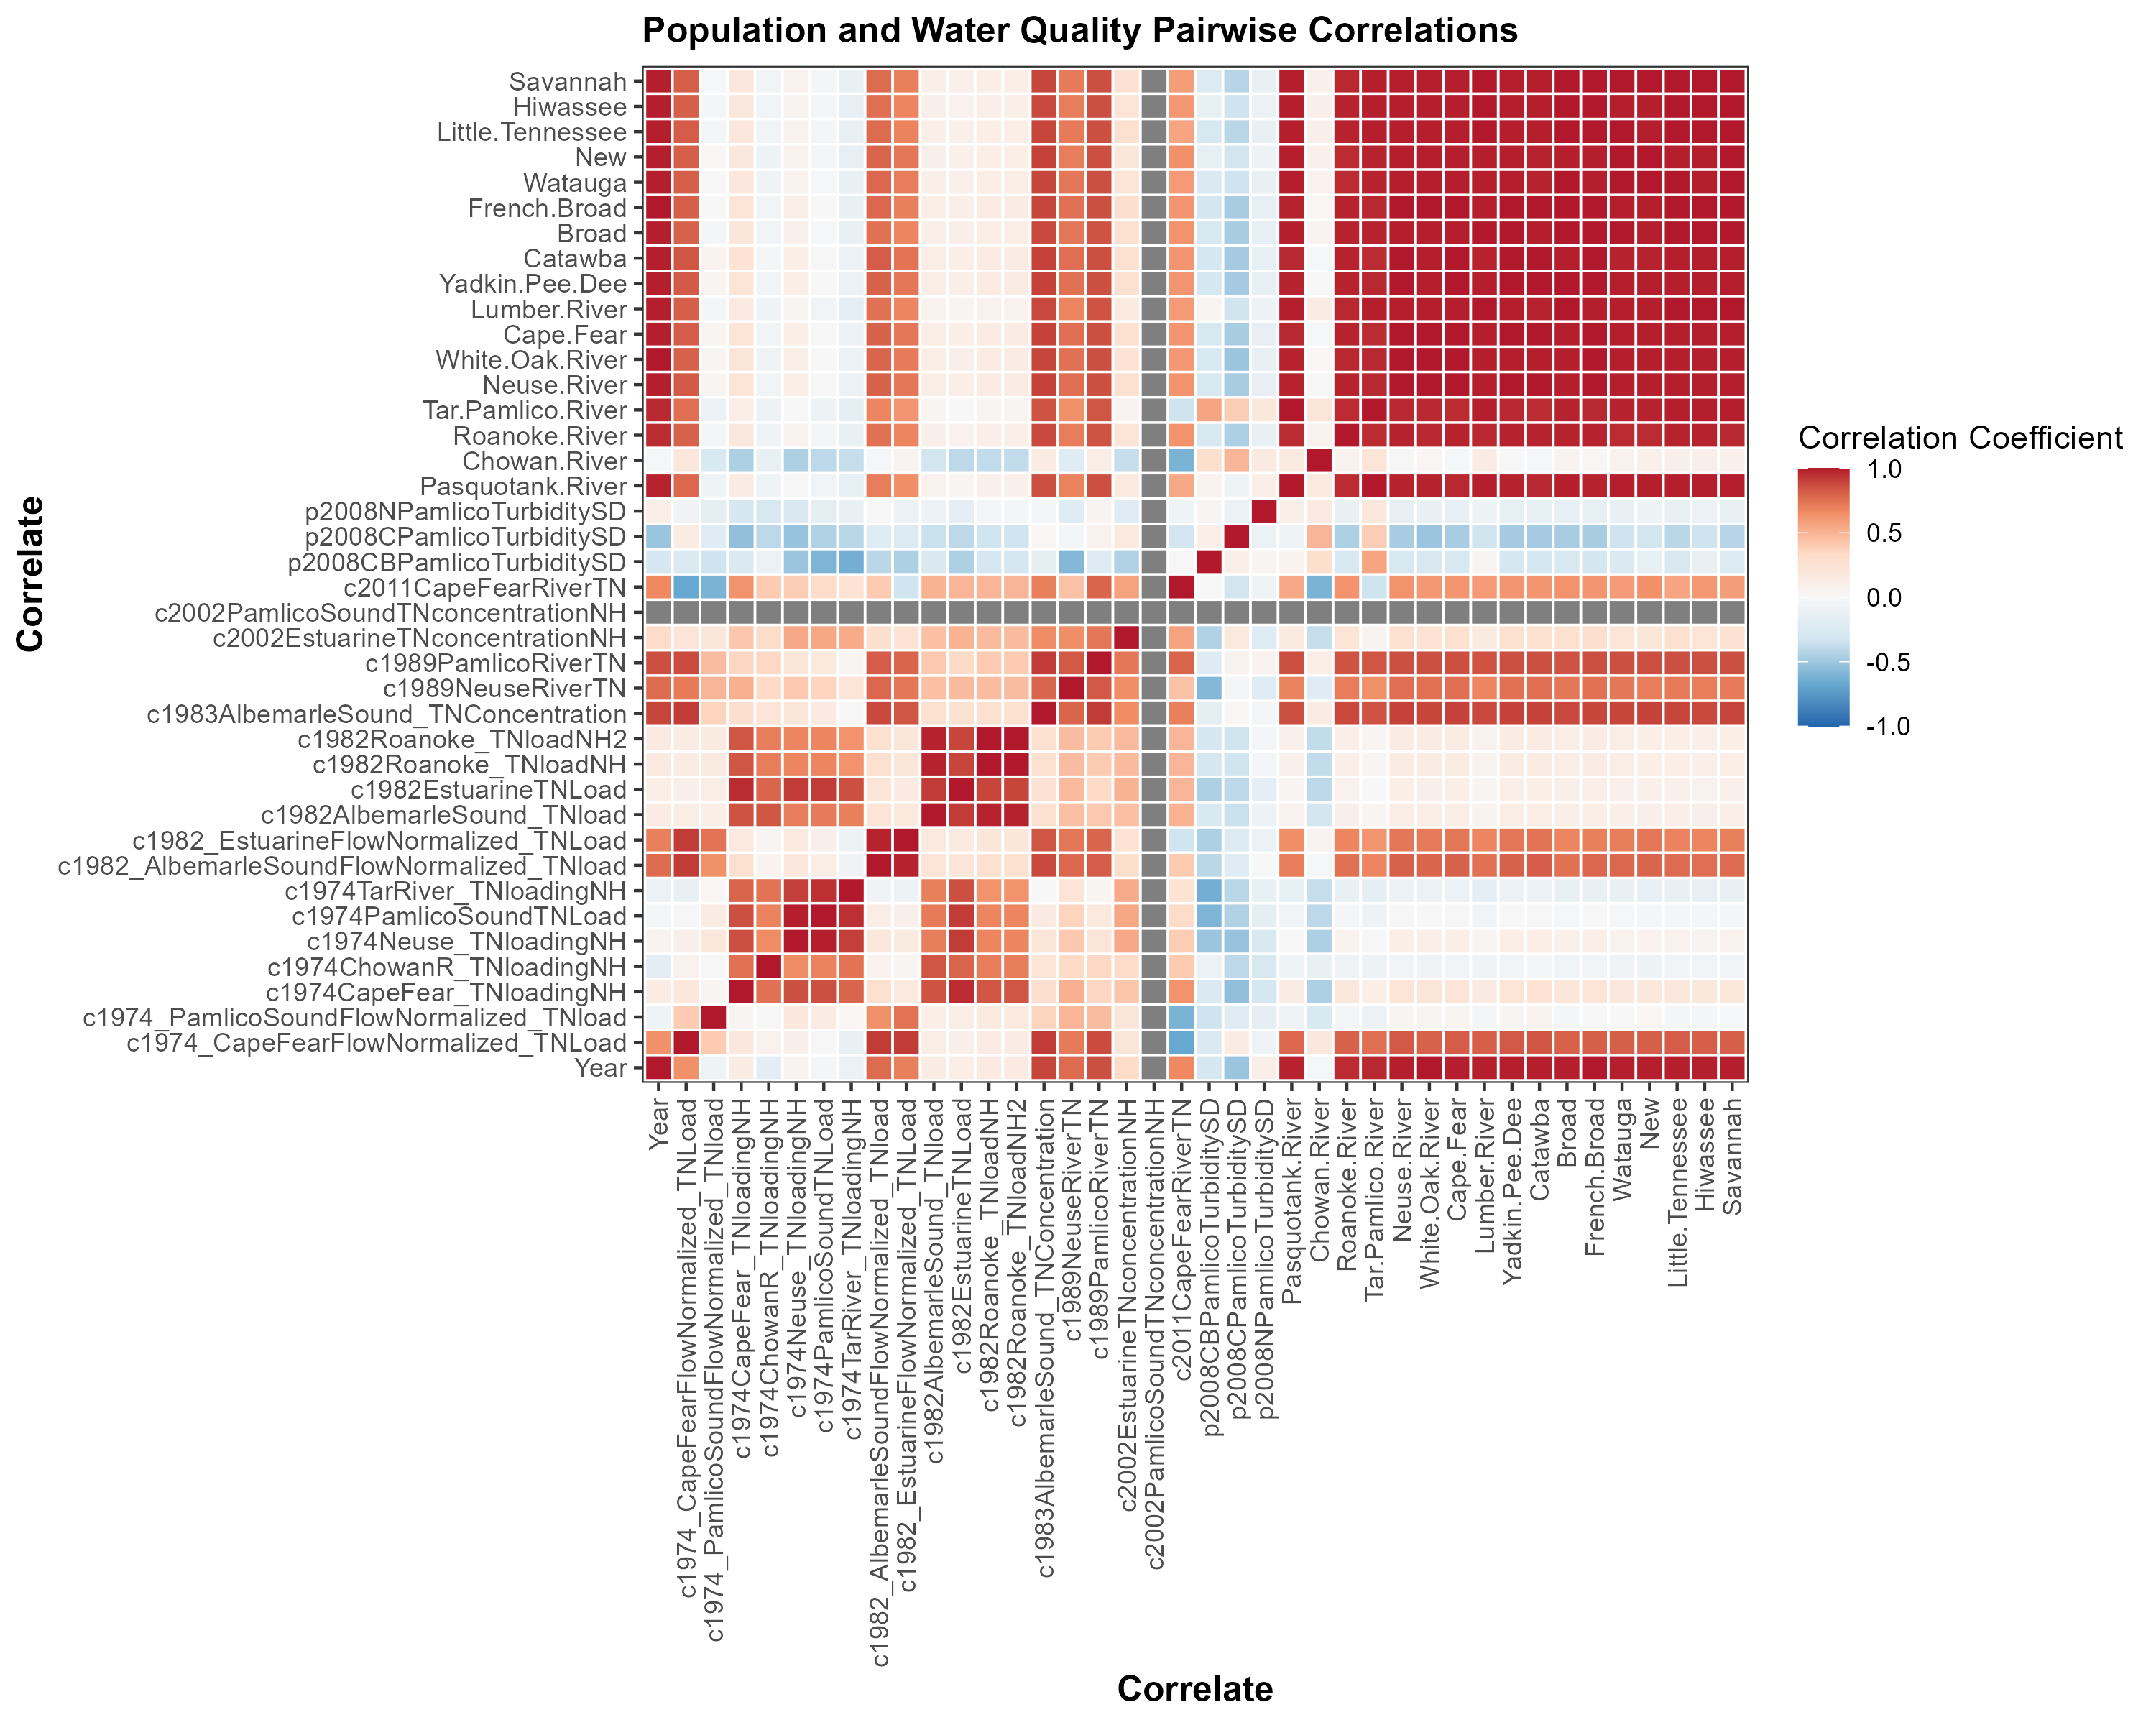 Population and Water Quality Pairwise Correlations
Savannah
Hiwassee
Little.Tennessee
New
Watauga
French.Broad
Broad
Catawba
Yadkin.Pee.Dee
Lumber.River
Cape.Fear
White.Oak.River
Neuse.River
Tar.Pamlico.River
Roanoke.River
Chowan.River
Pasquotank.River
p2008NPamlicoTurbiditySD
p2008CPamlicoTurbiditySD
p2008CBPamlicoTurbiditySD
c2011CapeFearRiverTN
c2002PamlicoSoundTNconcentrationNH
c2002EstuarineTNconcentrationNH
c1989PamlicoRiverTN
c1989NeuseRiverTN
c1983AlbemarleSound_TNConcentration
c1982Roanoke_TNloadNH2
c1982Roanoke_TNloadNH
c1982EstuarineTNLoad
c1982AlbemarleSound_TNload
c1982_EstuarineFlowNormalized_TNLoad
c1982_AlbemarleSoundFlowNormalized_TNload
c1974TarRiver_TNloadingNH
c1974PamlicoSoundTNLoad
c1974Neuse_TNloadingNH
c1974ChowanR_TNloadingNH
c1974CapeFear_TNloadingNH
c1974_PamlicoSoundFlowNormalized_TNload
c1974_CapeFearFlowNormalized_TNLoad
Year
Correlate
Year
c1974_CapeFearFlowNormalized_TNLoad
c1974_PamlicoSoundFlowNormalized_TNload
c1974CapeFear_TNloadingNH
c1974ChowanR_TNloadingNH
c1974Neuse_TNloadingNH
c1974PamlicoSoundTNLoad
c1974TarRiver_TNloadingNH
c1982_AlbemarleSoundFlowNormalized_TNload
c1982_EstuarineFlowNormalized_TNLoad
c1982AlbemarleSound_TNload
c1982EstuarineTNLoad
c1982Roanoke_TNloadNH
c1982Roanoke_TNloadNH2
c1983AlbemarleSound_TNConcentration
c1989NeuseRiverTN
c1989PamlicoRiverTN
c2002EstuarineTNconcentrationNH
c2002PamlicoSoundTNconcentrationNH
c2011CapeFearRiverTN
p2008CBPamlicoTurbiditySD
p2008CPamlicoTurbiditySD
p2008NPamlicoTurbiditySD
Pasquotank.River
Chowan.River
Roanoke.River
Tar.Pamlico.River
Neuse.River
White.Oak.River
Cape.Fear
Lumber.River
Yadkin.Pee.Dee
Catawba
Broad
French.Broad
Watauga
New
Little.Tennessee
Hiwassee
Savannah
Correlate
Correlation Coefficient
1.0
0.5
0.0
-0.5
-1.0